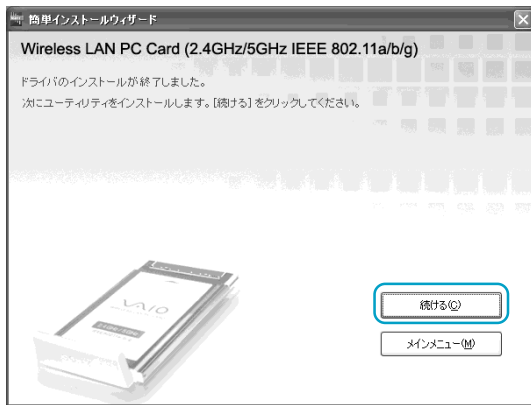 簡単インストールウィザード
Wireless LAN PC Card (2.4GHz/5GHz IEEE 802.11a/b/g)
ドライバのインストールが終了しました。
次にユーティリティをインストールします。[続ける]をクリックしてください。
VAIO
続ける(C)
メインメニュー(M)